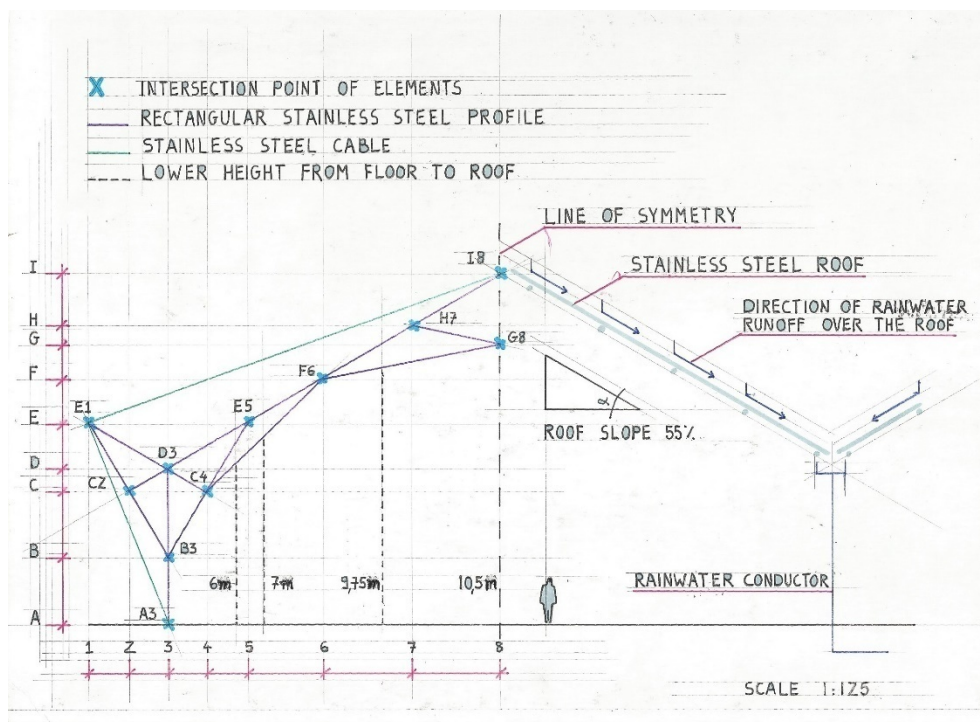 INTERSECTION POINT OF ELEMENTS
RECTANGULAR STAINLESS STEEL PROFILE
STAINLESS STEEL CABLE
LOWER HEIGHT FROM FLOOR TO ROOF
LINE OF SYMMETRY
I
I8
STAINLESS STEEL ROOF
DIRECTION OF RAINWATER
RUNOFF OVER THE ROOF
H
H7
G
G8
F
F6
E
E1
E5
α
ROOF SLOPE 55%
D
D3
C
C2
C4
B
B3
6m
7m
9,75m
10,5m
RAINWATER CONDUCTOR
A
A3
1 2 3 4 5 6 7 8
SCALE 1:125